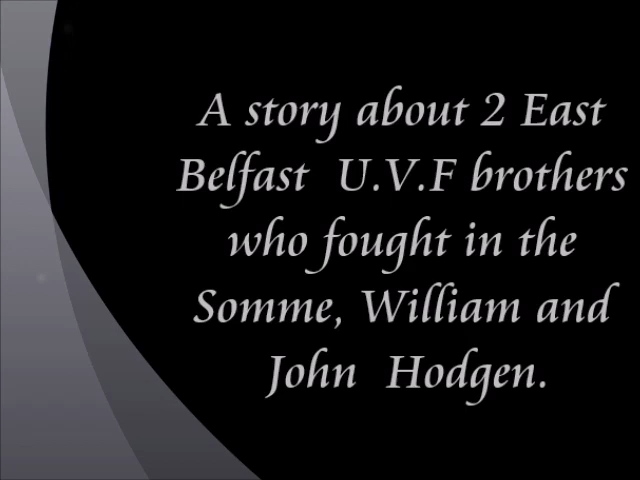 A story about 2 East
Belfast U.V.F brothers
who fought in the
Somme, William and
John Hodgen.